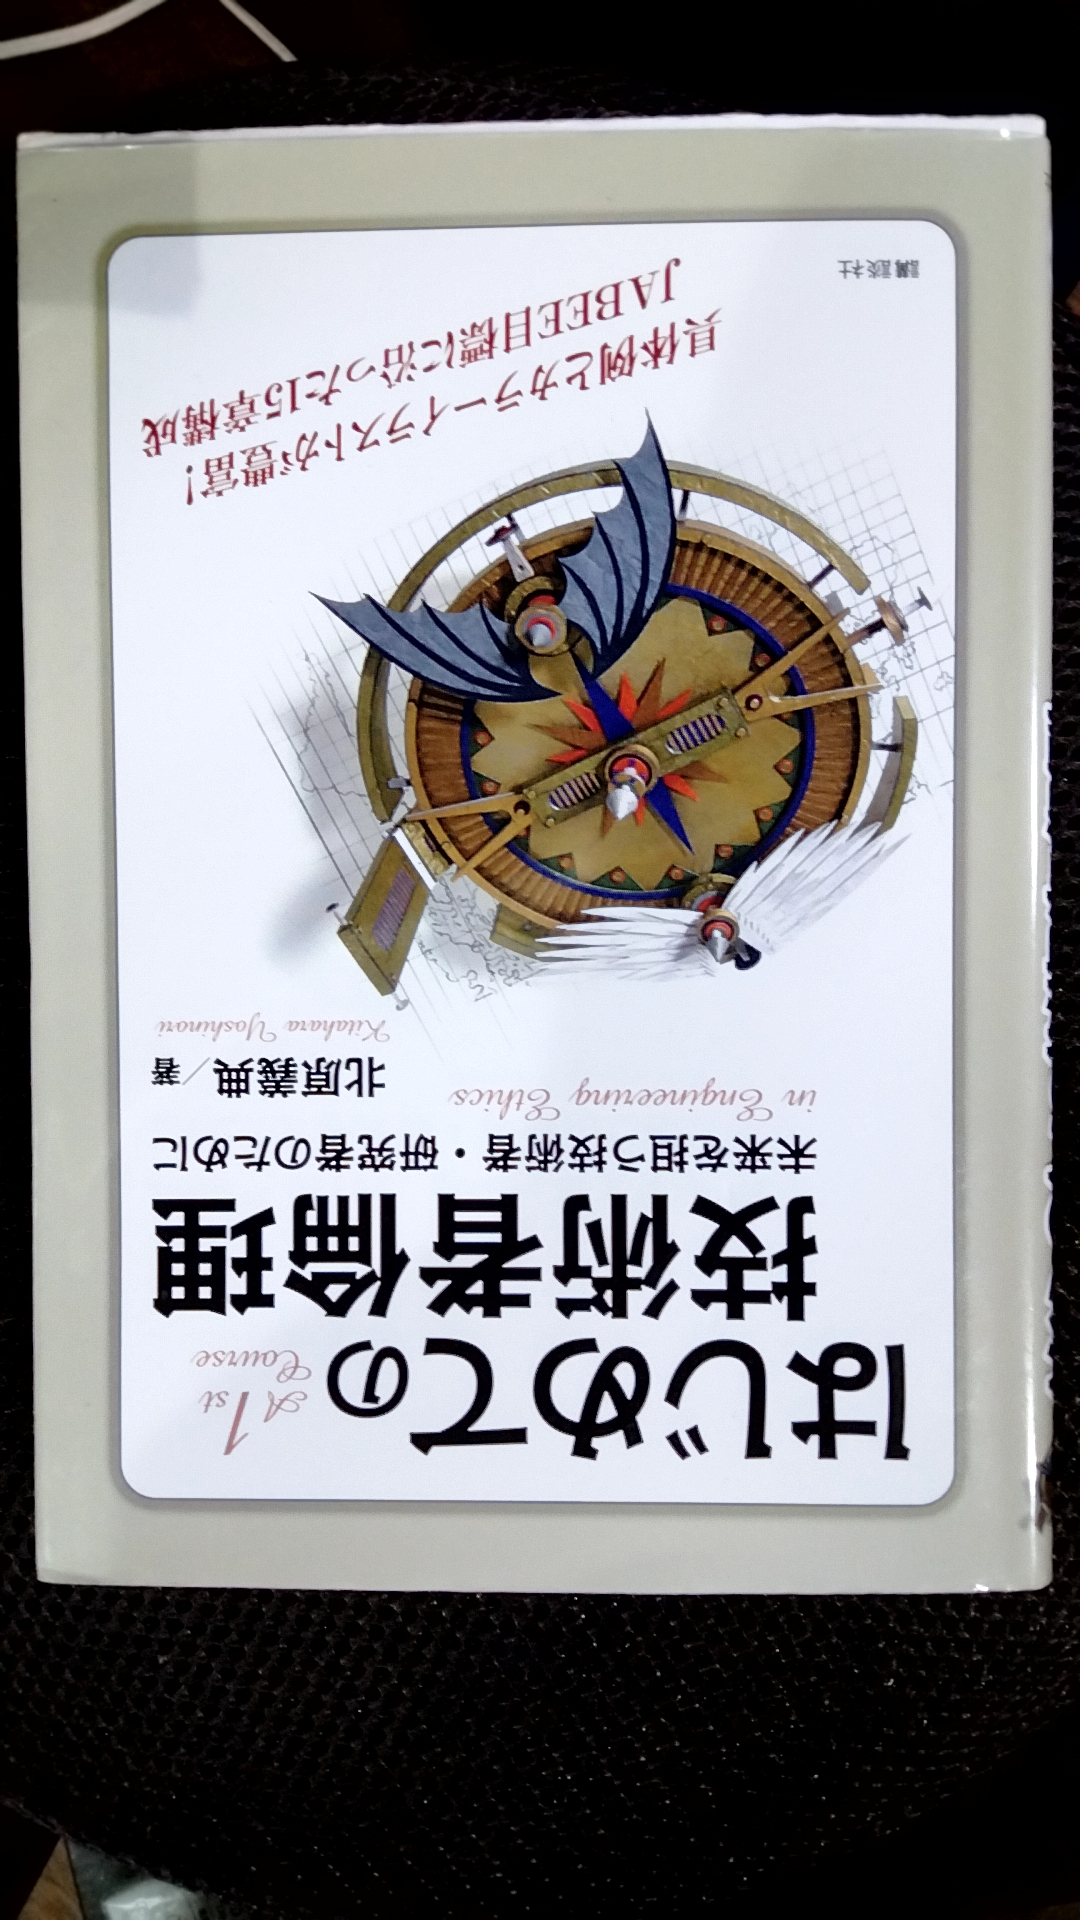 はじめての
A 1st
Course
技術者倫理
未来を担う技術者・研究者のために
in Engineering Ethics
北原義典/著
Kitahara Yoshinori
具体例とカラーイラストが豊富!
JABEE目標に沿った15章構成
講談社